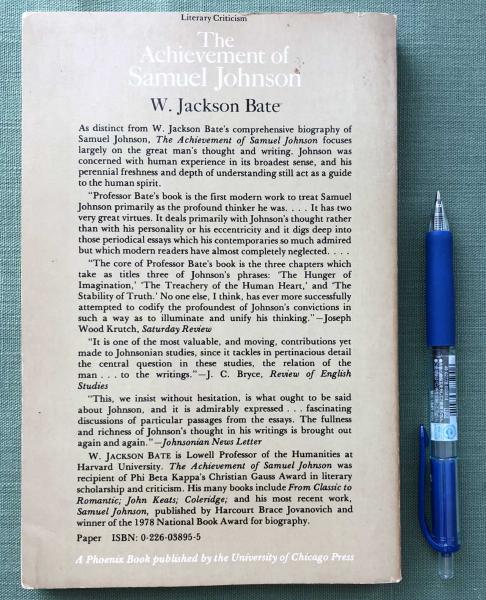 Literary Criticism
The
Achievement of
Samuel Johnson
W. Jackson Bate
As distinct from W. Jackson Bate's comprehensive biography of
Samuel Johnson, The Achievement of Samuel Johnson focuses
largely on the great man's thought and writing. Johnson was
concerned with human experience in its broadest sense, and his
perennial freshness and depth of understanding still act as a guide
to the human spirit.
"Professor Bate's book is the first modern work to treat Samuel
Johnson primarily as the profound thinker he was. . . . It has two
very great virtues. It deals primarily with Johnson's thought rather
than with his personality or his eccentricity and it digs deep into
those periodical essays which his contemporaries so much admired
but which modern readers have almost completely neglected. . . .
"The core of Professor Bate's book is the three chapters which
take as titles three of Johnson's phrases: 'The Hunger of
Imagination,' 'The Treachery of the Human Heart,' and 'The
Stability of Truth.' No one else, I think, has ever more successfully
attempted to codify the profoundest of Johnson's convictions in
such a way as to illuminate and unify his thinking."—Joseph
Wood Krutch, Saturday Review
"It is one of the most valuable, and moving, contributions yet
made to Johnsonian studies, since it tackles in pertinacious detail
the central question in these studies, the relation of the
man . . . to the writings."—J. C. Bryce, Review of English
Studies
"This, we insist without hesitation, is what ought to be said
about Johnson, and it is admirably expressed . . . fascinating
discussions of particular passages from the essays. The fullness
and richness of Johnson's thought in his writings is brought out
again and again."—Johnsonian News Letter
W. JACKSON BATE is Lowell Professor of the Humanities at
Harvard University. The Achievement of Samuel Johnson was
recipient of Phi Beta Kappa's Christian Gauss Award in literary
scholarship and criticism. His many books include From Classic to
Romantic; John Keats; Coleridge; and his most recent work,
Samuel Johnson, published by Harcourt Brace Jovanovich and
winner of the 1978 National Book Award for biography.
Paper ISBN: 0-226-03895-5
A Phoenix Book published by the University of Chicago Press